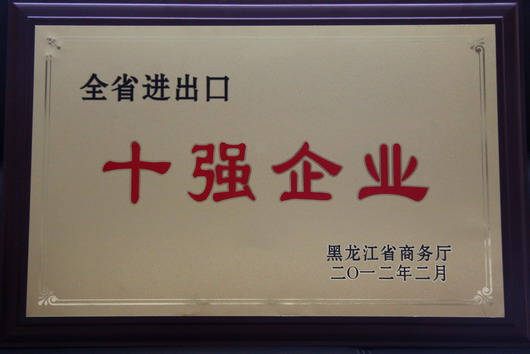 全省进出口
十强企业
黑龙江省商务厅
二〇一二年二月